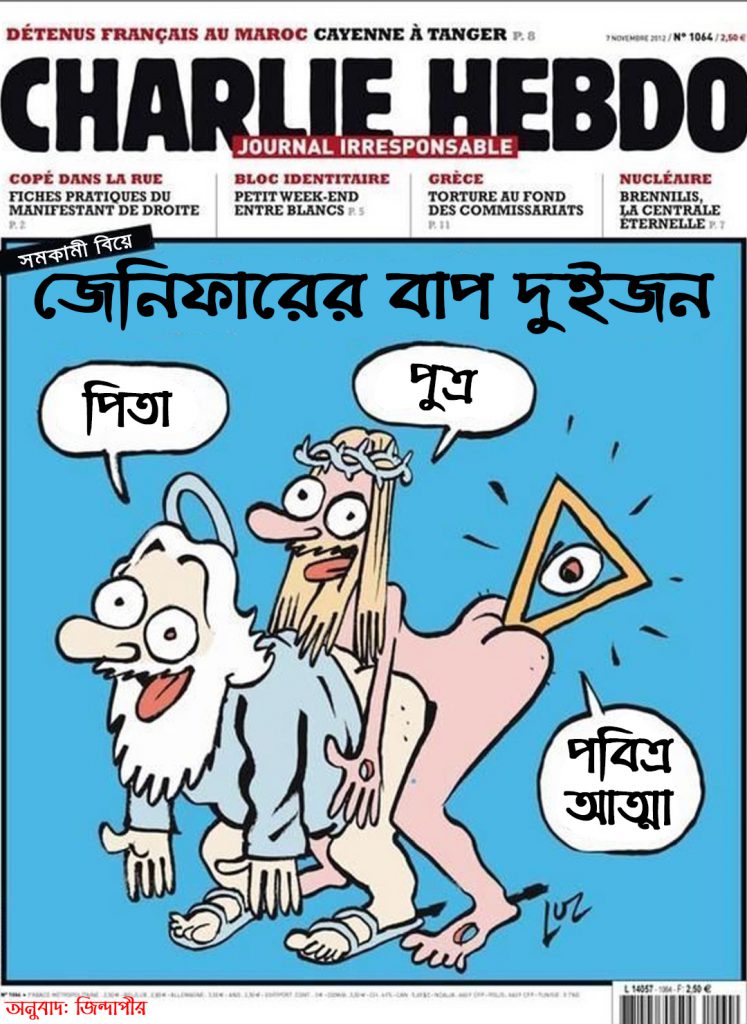 DÉTENUS FRANÇAIS AU MAROC CAYENNE À TANGER P. 8
7 NOVEMBRE 2012 / N° 1064 / 2,50 €
CHARLIE HEBDO
JOURNAL IRRESPONSABLE
COPÉ DANS LA RUE
FICHES PRATIQUES DU
MANIFESTANT DE DROITE
P. 2
BLOC IDENTITAIRE
PETIT WEEK-END
ENTRE BLANCS P. 5
GRÈCE
TORTURE AU FOND
DES COMMISSARIATS
P. 11
NUCLÉAIRE
BRENNILIS,
LA CENTRALE
ÉTERNELLE P. 7
সমকামী বিয়ে
জেনিফারের বাপ দুইজন
পিতা
পুত্র
পবিত্র
আত্মা
LUZ
L 14057 - 1064 - F: 2,50 €
অনুবাদঃ জিন্দাপীর